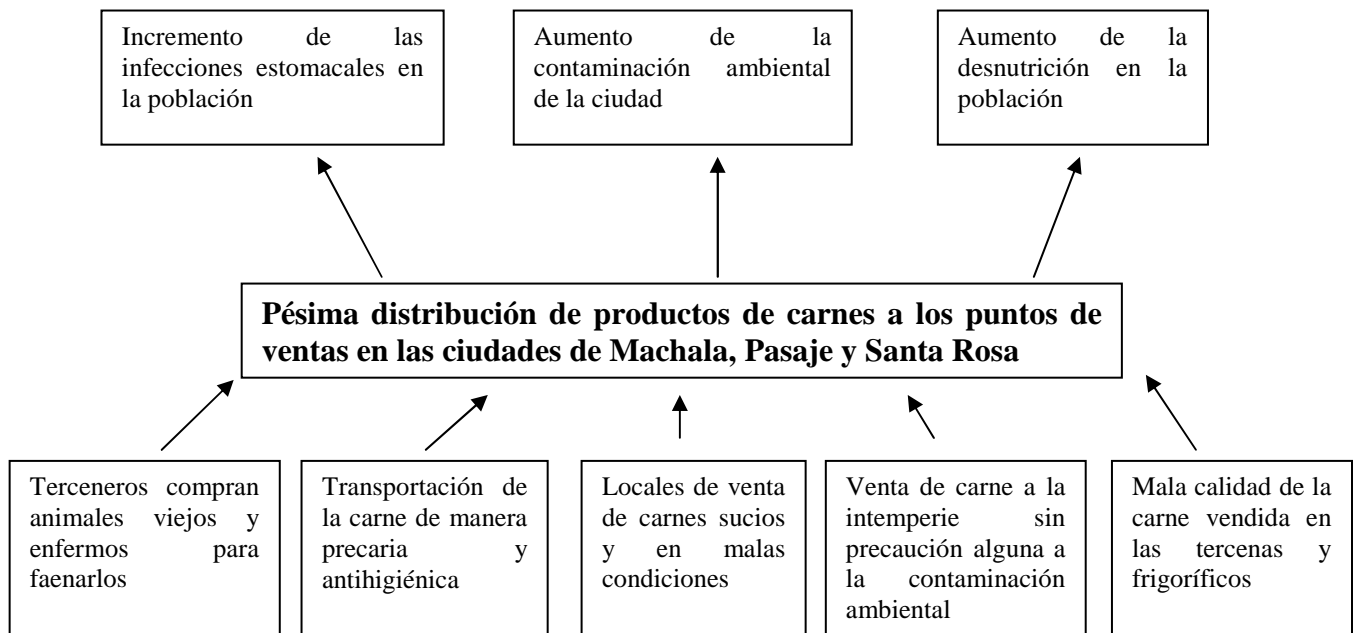 Incremento de las
infecciones estomacales en
la población
Aumento de la
contaminación ambiental
de la ciudad
Aumento de la
desnutrición en la
población
Pésima distribución de productos de carnes a los puntos de
ventas en las ciudades de Machala, Pasaje y Santa Rosa
Terceneros compran
animales viejos y
enfermos para
faenarlos
Transportación de
la carne de manera
precaria y
antihigiénica
Locales de venta
de carnes sucios
y en malas
condiciones
Venta de carne a la
intemperie sin
precaución alguna a
la contaminación
ambiental
Mala calidad de la
carne vendida en
las tercenas y
frigoríficos